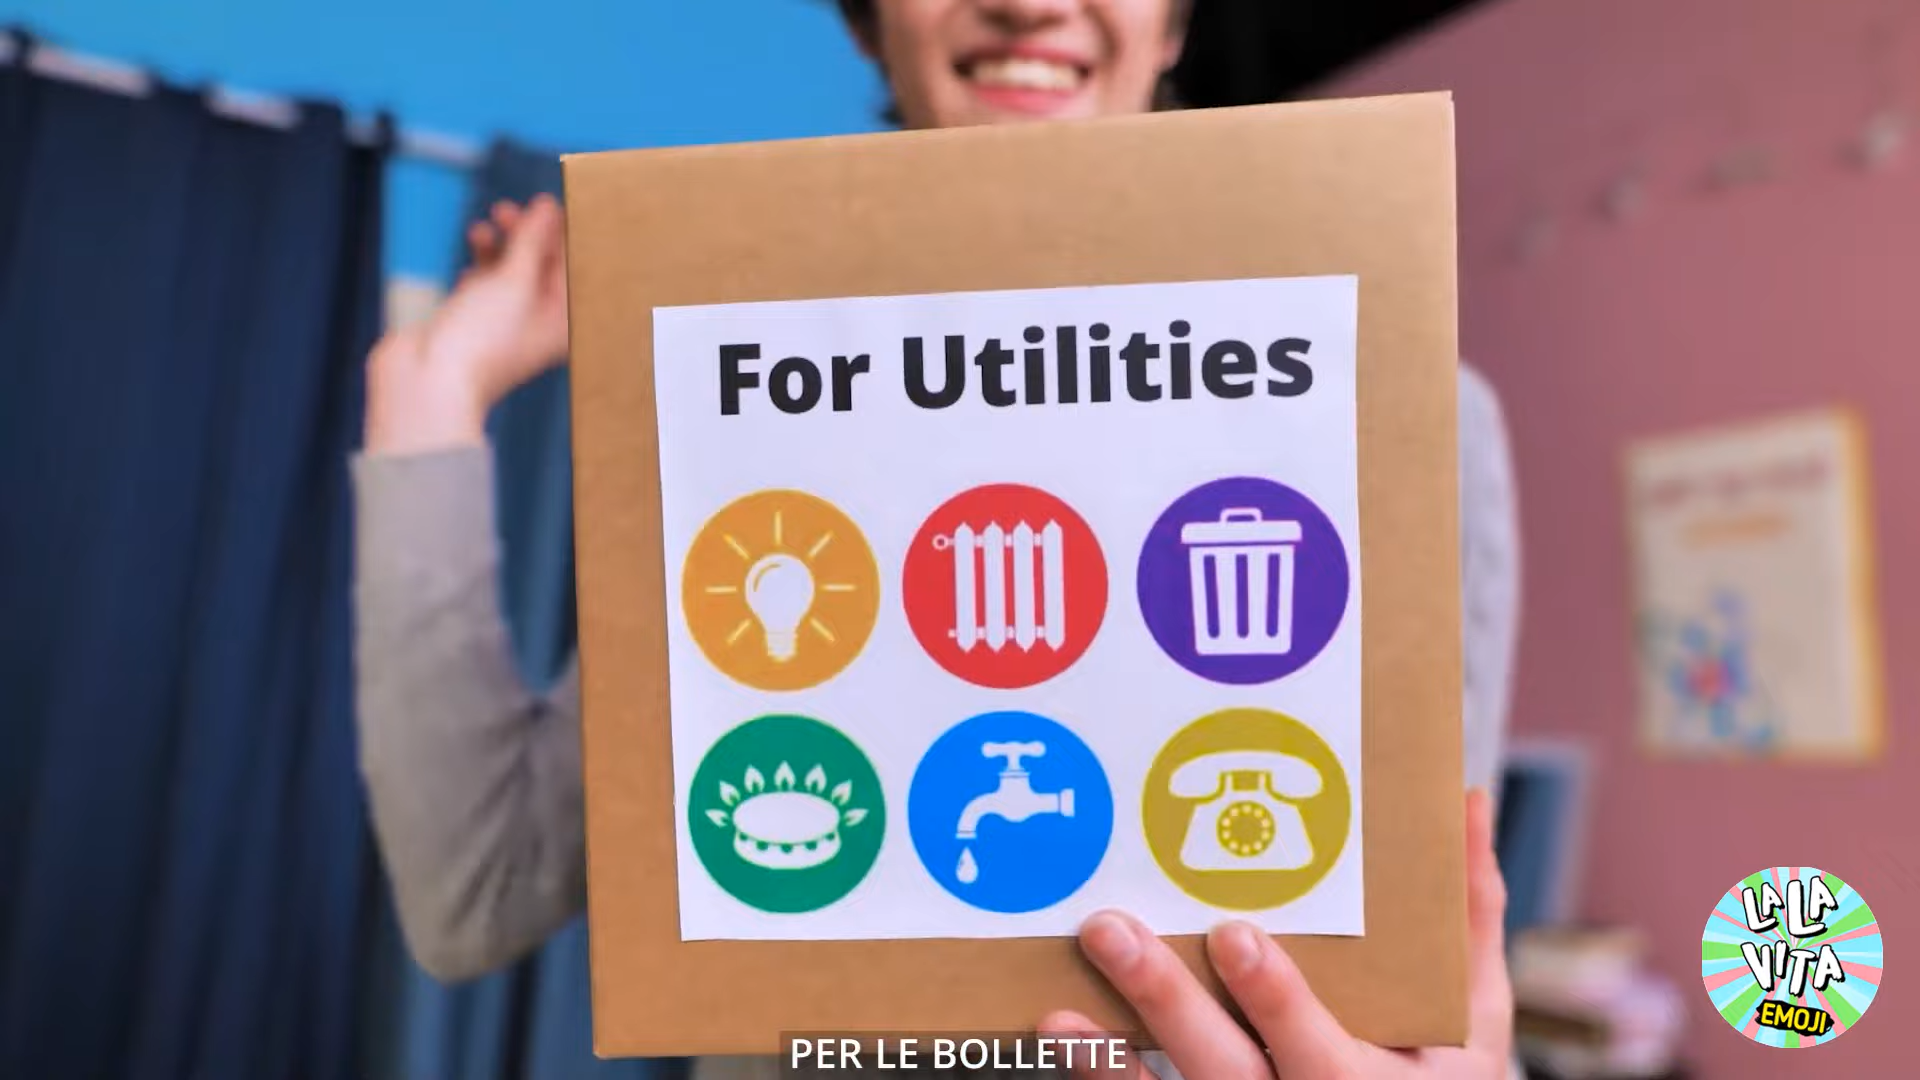 For Utilities
LA LA
VITA
EMOJI
PER LE BOLLETTE